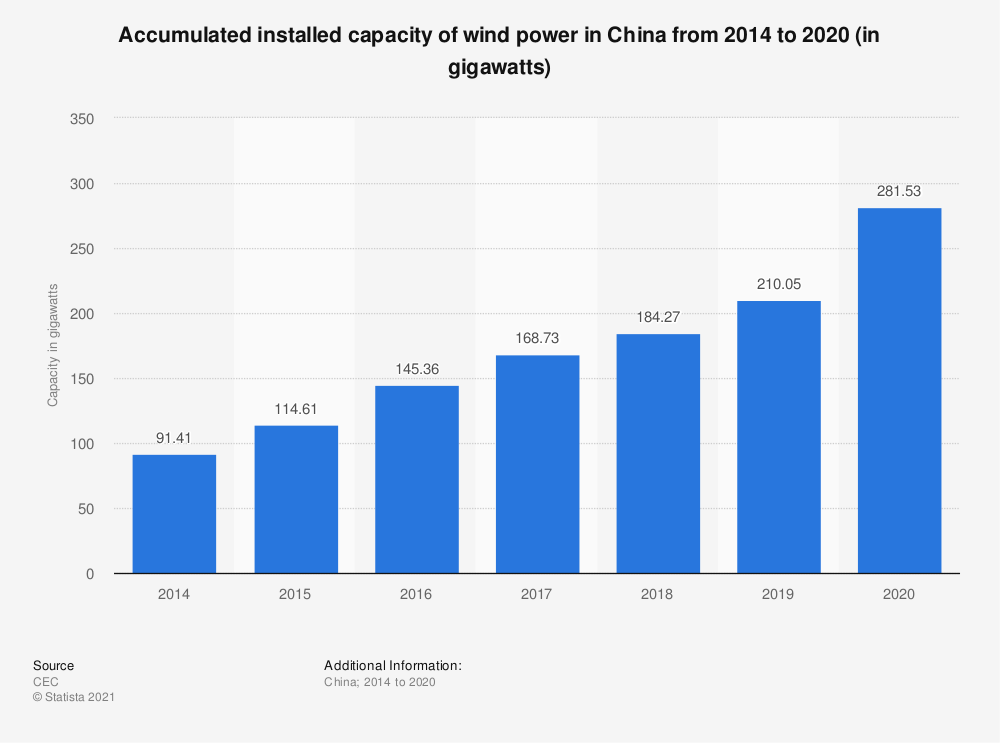 Accumulated installed capacity of wind power in China from 2014 to 2020 (in
gigawatts)
Capacity in gigawatts
350
300
250
200
150
100
50
0
91.41
114.61
145.36
168.73
184.27
210.05
281.53
2014
2015
2016
2017
2018
2019
2020
Source
CEC
© Statista 2021
Additional Information:
China; 2014 to 2020